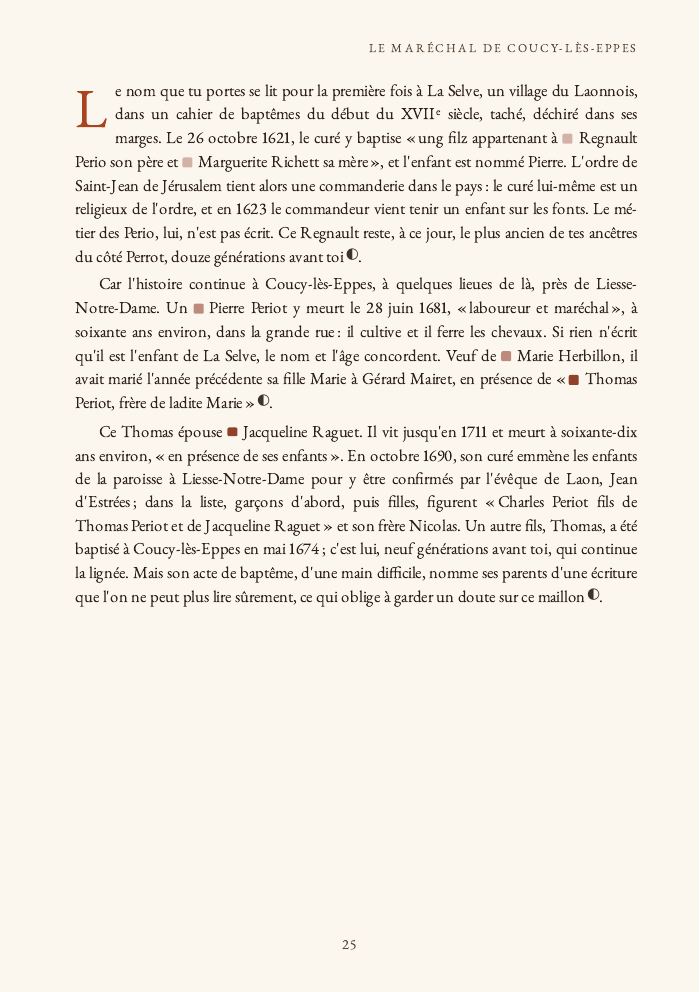 LE MARÉCHAL DE COUCY-LÈS-EPPES
Le nom que tu portes se lit pour la première fois à La Selve, un village du Laonnois,
dans un cahier de baptêmes du début du XVIIe siècle, taché, déchiré dans ses
marges. Le 26 octobre 1621, le curé y baptise « ung filz appartenant à Regnault
Perio son père et Marguerite Richett sa mère », et l'enfant est nommé Pierre. L'ordre de
Saint-Jean de Jérusalem tient alors une commanderie dans le pays : le curé lui-même est un
religieux de l'ordre, et en 1623 le commandeur vient tenir un enfant sur les fonts. Le mé-
tier des Perio, lui, n'est pas écrit. Ce Regnault reste, à ce jour, le plus ancien de tes ancêtres
du côté Perrot, douze générations avant toi ◐.
Car l'histoire continue à Coucy-lès-Eppes, à quelques lieues de là, près de Liesse-
Notre-Dame. Un Pierre Periot y meurt le 28 juin 1681, « laboureur et maréchal », à
soixante ans environ, dans la grande rue : il cultive et il ferre les chevaux. Si rien n'écrit
qu'il est l'enfant de La Selve, le nom et l'âge concordent. Veuf de Marie Herbillon, il
avait marié l'année précédente sa fille Marie à Gérard Mairet, en présence de « Thomas
Periot, frère de ladite Marie » ◐.
Ce Thomas épouse Jacqueline Raguet. Il vit jusqu'en 1711 et meurt à soixante-dix
ans environ, « en présence de ses enfants ». En octobre 1690, son curé emmène les enfants
de la paroisse à Liesse-Notre-Dame pour y être confirmés par l'évêque de Laon, Jean
d'Estrées ; dans la liste, garçons d'abord, puis filles, figurent « Charles Periot fils de
Thomas Periot et de Jacqueline Raguet » et son frère Nicolas. Un autre fils, Thomas, a été
baptisé à Coucy-lès-Eppes en mai 1674 ; c'est lui, neuf générations avant toi, qui continue
la lignée. Mais son acte de baptême, d'une main difficile, nomme ses parents d'une écriture
que l'on ne peut plus lire sûrement, ce qui oblige à garder un doute sur ce maillon ◐.
25